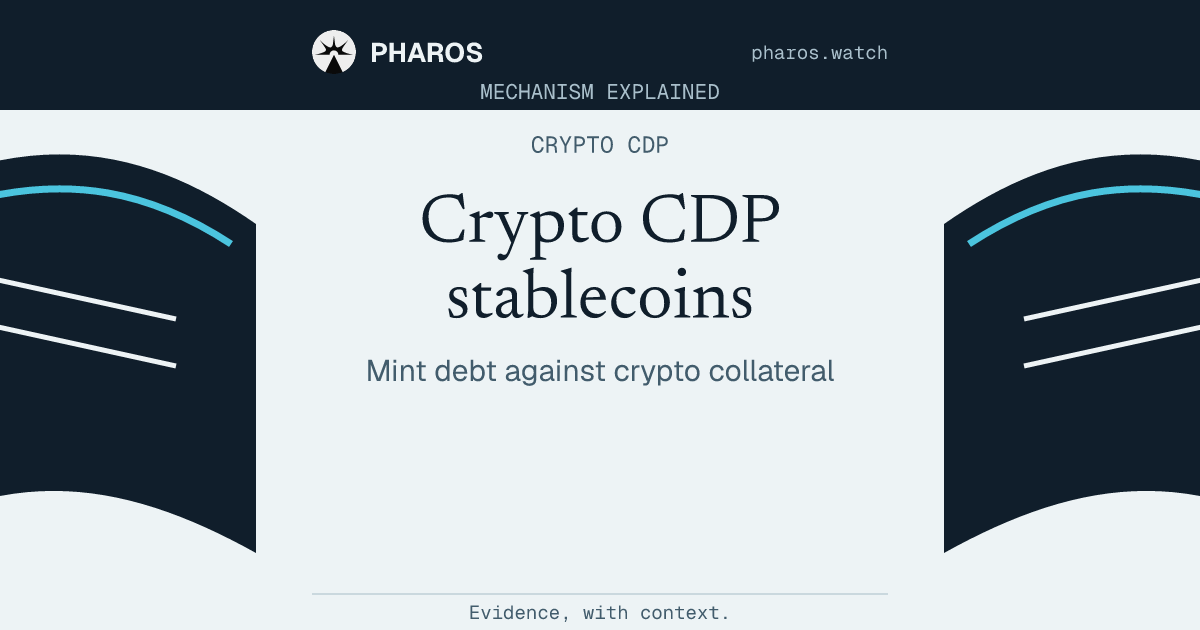 PHAROS
pharos.watch
MECHANISM EXPLAINED
CRYPTO CDP
Crypto CDP
stablecoins
Mint debt against crypto collateral
Evidence, with context.